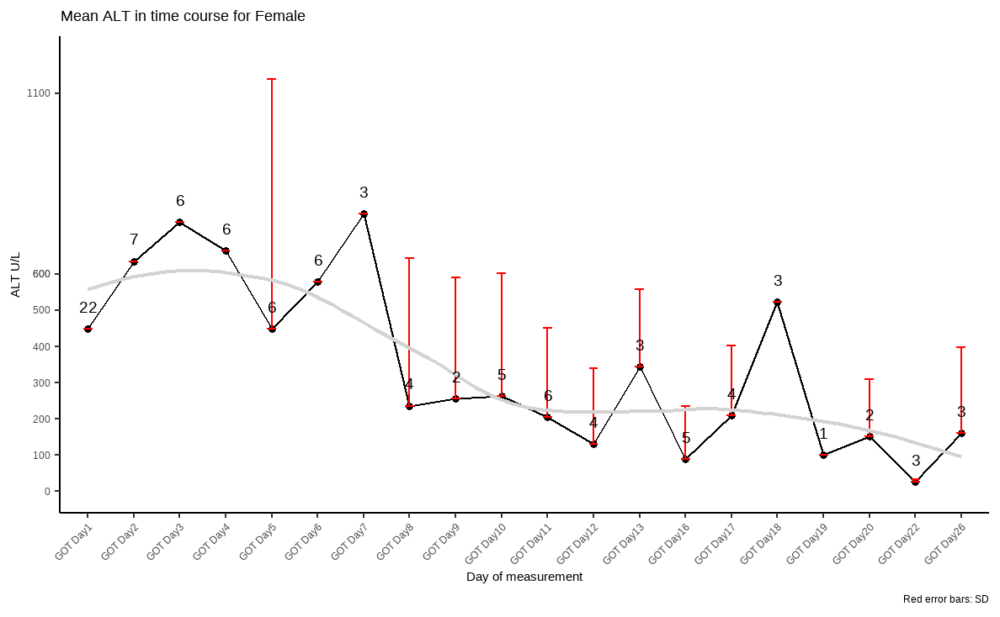 Mean ALT in time course for Female
ALT U/L
1100
600
500
400
300
200
100
0
22
7
6
6
6
6
3
4
2
5
6
4
3
5
4
3
1
2
3
3
GOT Day1
GOT Day2
GOT Day3
GOT Day4
GOT Day5
GOT Day6
GOT Day7
GOT Day8
GOT Day9
GOT Day10
GOT Day11
GOT Day12
GOT Day13
GOT Day16
GOT Day17
GOT Day18
GOT Day19
GOT Day20
GOT Day22
GOT Day26
Day of measurement
Red error bars: SD